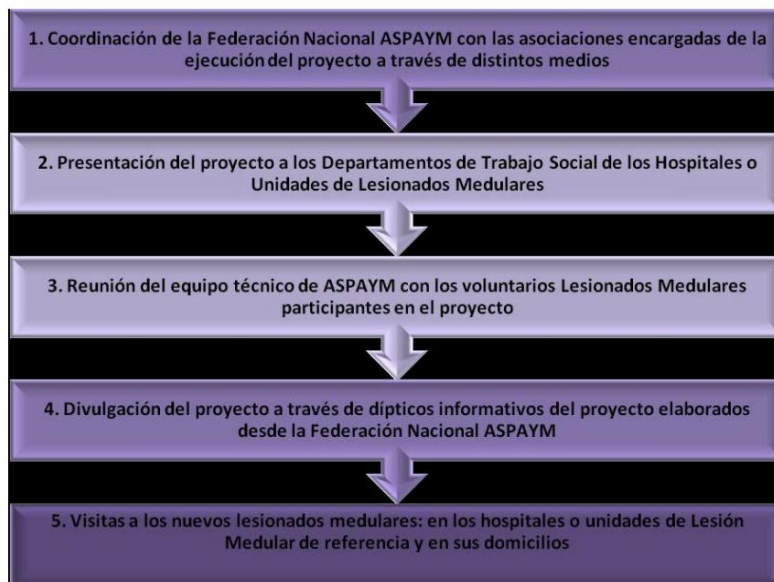 1. Coordinación de la Federación Nacional ASPAYM con las asociaciones encargadas de la
ejecución del proyecto a través de distintos medios
2. Presentación del proyecto a los Departamentos de Trabajo Social de los Hospitales o
Unidades de Lesionados Medulares
3. Reunión del equipo técnico de ASPAYM con los voluntarios Lesionados Medulares
participantes en el proyecto
4. Divulgación del proyecto a través de dípticos informativos del proyecto elaborados
desde la Federación Nacional ASPAYM
5. Visitas a los nuevos lesionados medulares: en los hospitales o unidades de Lesión
Medular de referencia y en sus domicilios